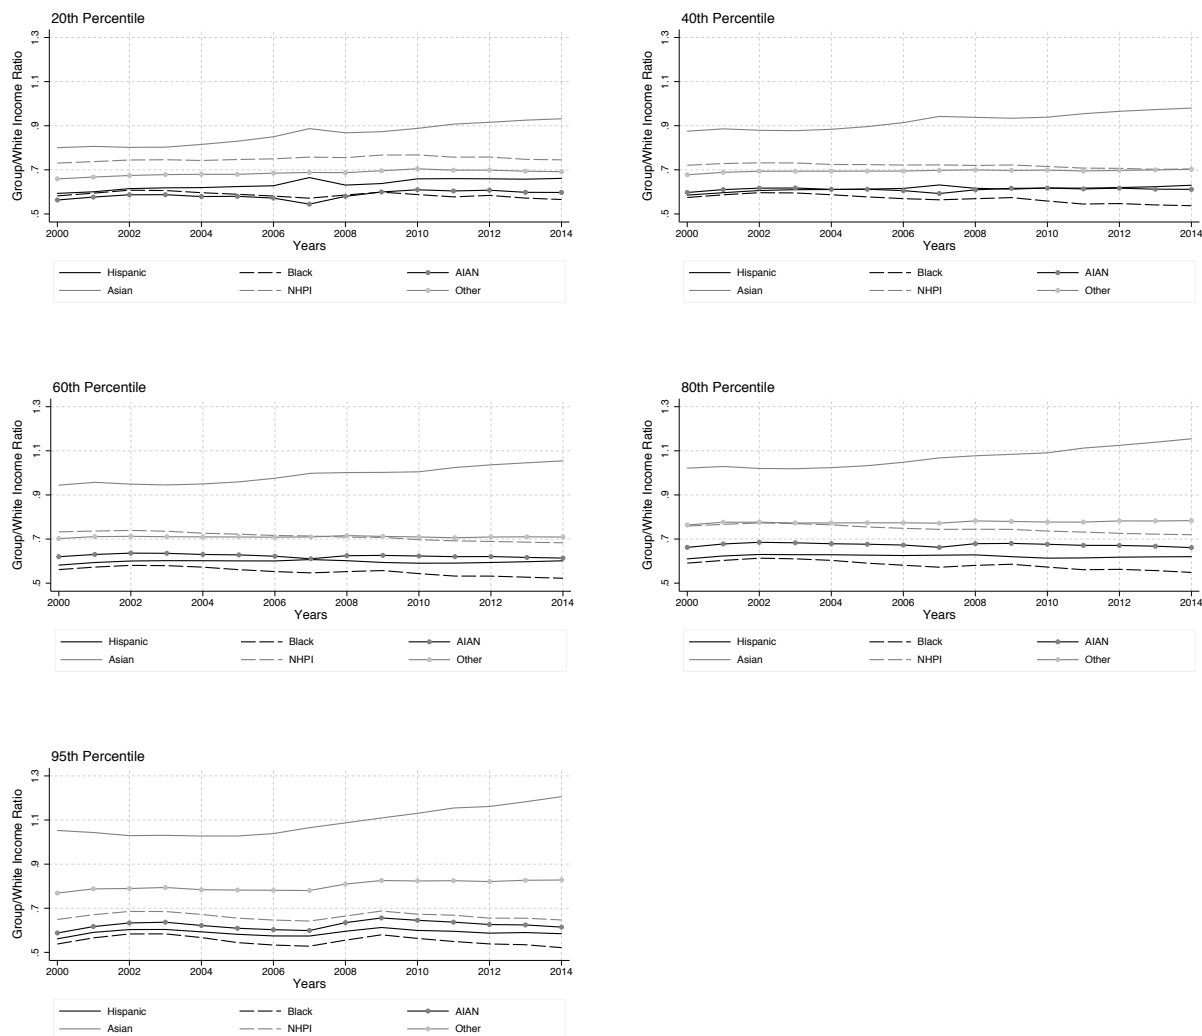 20th Percentile
Group/White Income Ratio
1.3
1.1
.9
.7
.5
2000 2002 2004 2006 2008 2010 2012 2014
Years
Hispanic Black AIAN
Asian NHPI Other
40th Percentile
Group/White Income Ratio
1.3
1.1
.9
.7
.5
2000 2002 2004 2006 2008 2010 2012 2014
Years
Hispanic Black AIAN
Asian NHPI Other
60th Percentile
Group/White Income Ratio
1.3
1.1
.9
.7
.5
2000 2002 2004 2006 2008 2010 2012 2014
Years
Hispanic Black AIAN
Asian NHPI Other
80th Percentile
Group/White Income Ratio
1.3
1.1
.9
.7
.5
2000 2002 2004 2006 2008 2010 2012 2014
Years
Hispanic Black AIAN
Asian NHPI Other
95th Percentile
Group/White Income Ratio
1.3
1.1
.9
.7
.5
2000 2002 2004 2006 2008 2010 2012 2014
Years
Hispanic Black AIAN
Asian NHPI Other